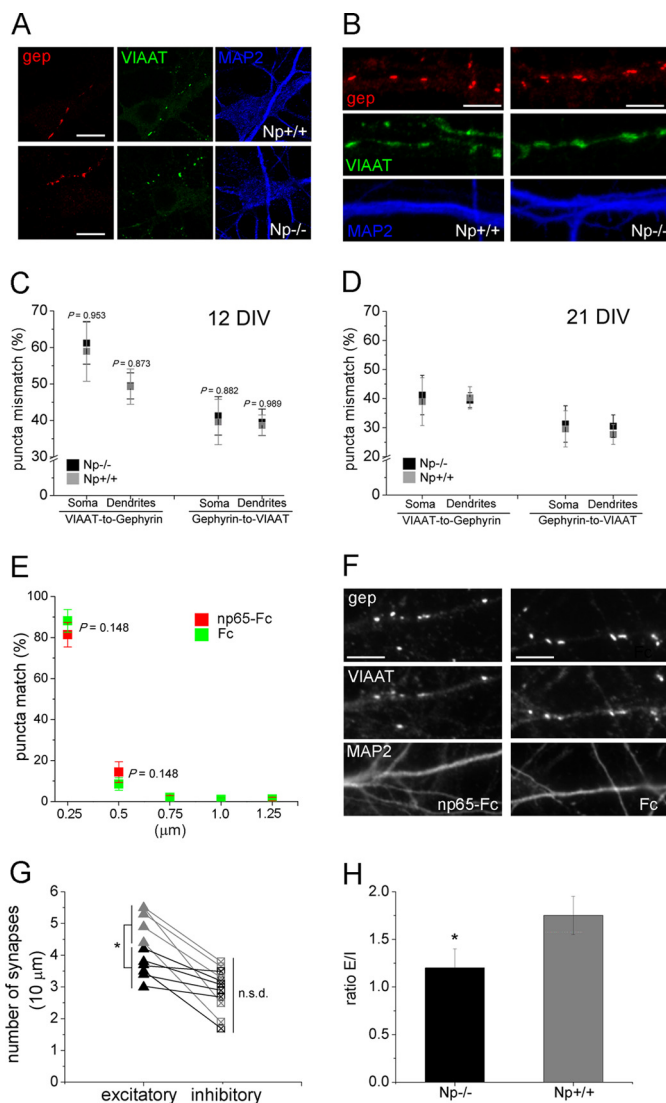 A
gep
VIAAT
MAP2
Np+/+
Np-/-
B
gep
VIAAT
MAP2
Np+/+
Np-/-
C
12 DIV
puncta mismatch (%)
70
60
50
40
30
0
P = 0.953
P = 0.873
P = 0.882
P = 0.989
Np-/-
Np+/+
Soma Dendrites Soma Dendrites
VIAAT-to-Gephyrin Gephyrin-to-VIAAT
D
21 DIV
puncta mismatch (%)
70
60
50
40
30
0
Np-/-
Np+/+
Soma Dendrites Soma Dendrites
VIAAT-to-Gephyrin Gephyrin-to-VIAAT
E
puncta match (%)
100
80
60
40
20
0
P = 0.148
P = 0.148
np65-Fc
Fc
0.25 0.5 0.75 1.0 1.25
(μm)
F
gep
Fc
VIAAT
MAP2
np65-Fc
Fc
G
number of synapses
(10 μm)
6
5
4
3
2
1
0
*
n.s.d.
excitatory inhibitory
H
ratio E/I
2.0
1.5
1.0
0.5
0.0
*
Np-/- Np+/+